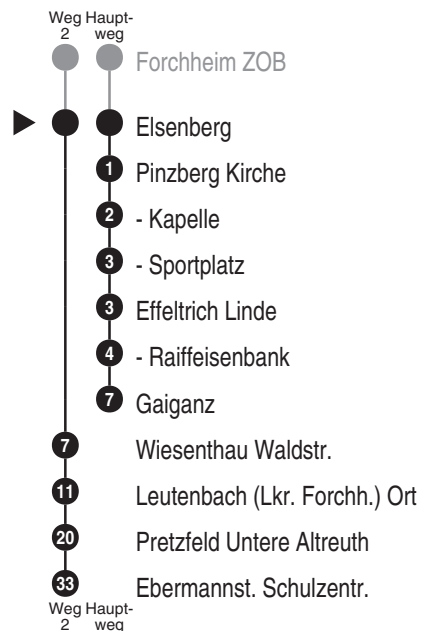 Weg Haupt-
2 weg
Forchheim ZOB
Elsenberg
1 Pinzberg Kirche
2 - Kapelle
3 - Sportplatz
3 Effeltrich Linde
4 - Raiffeisenbank
7 Gaiganz
7 Wiesenthau Waldstr.
11 Leutenbach (Lkr. Forchh.) Ort
20 Pretzfeld Untere Altreuth
33 Ebermannst. Schulzentr.
Weg Haupt-
2 weg